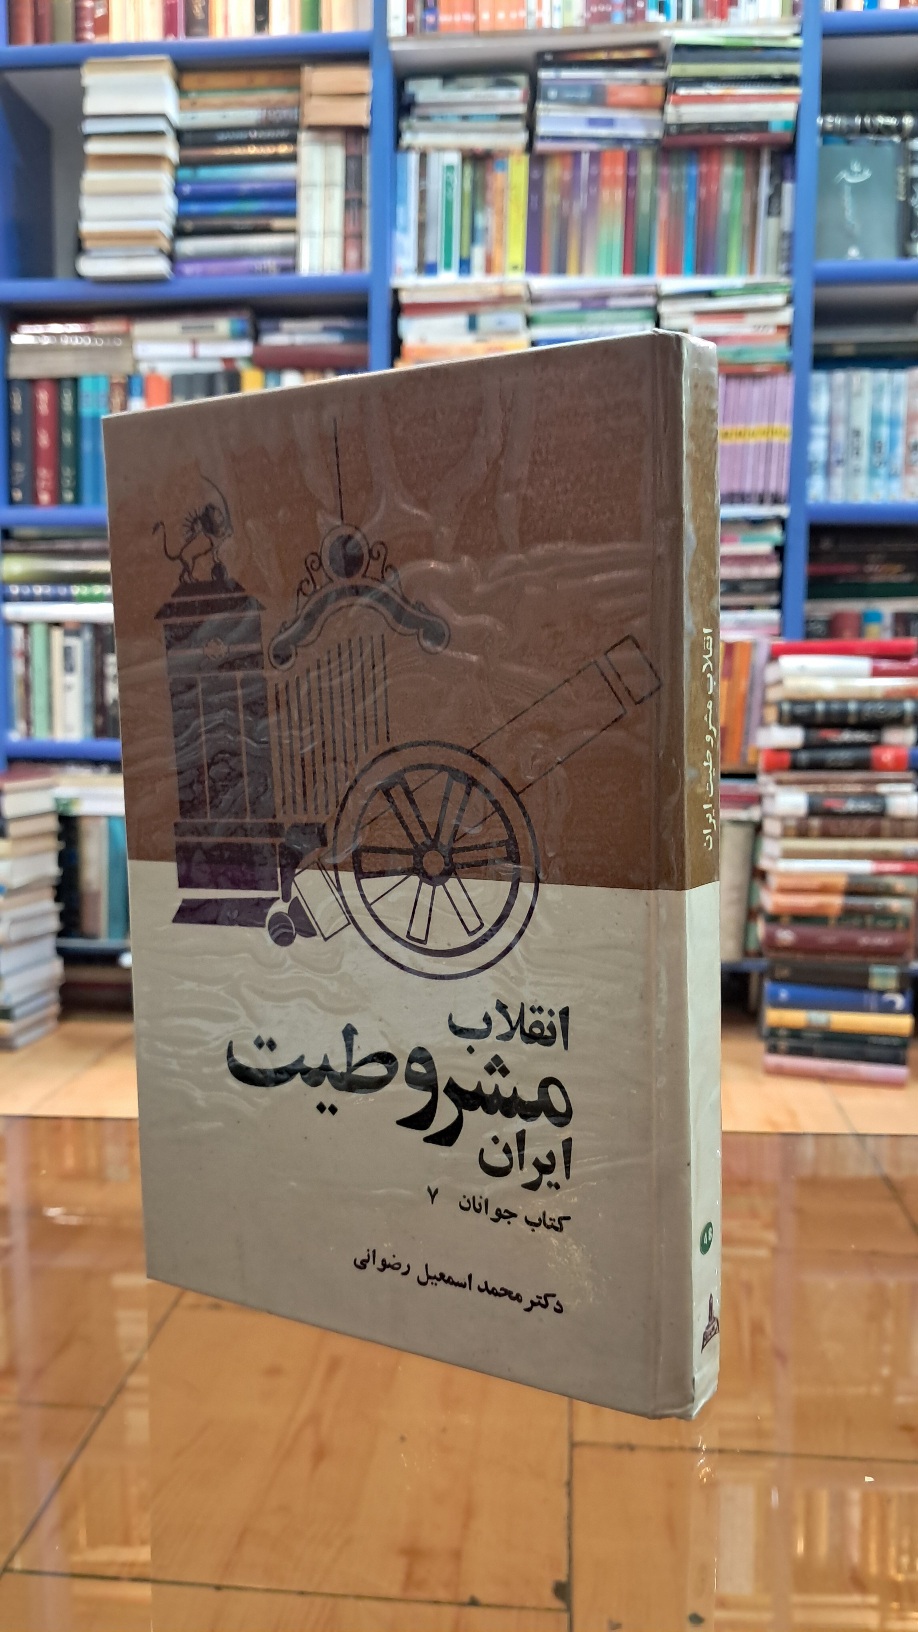 انقلاب
مشروطیت
ایران
کتاب جوانان ۷
دکتر محمد اسمعیل رضوانی
انقلاب مشروطیت ایران